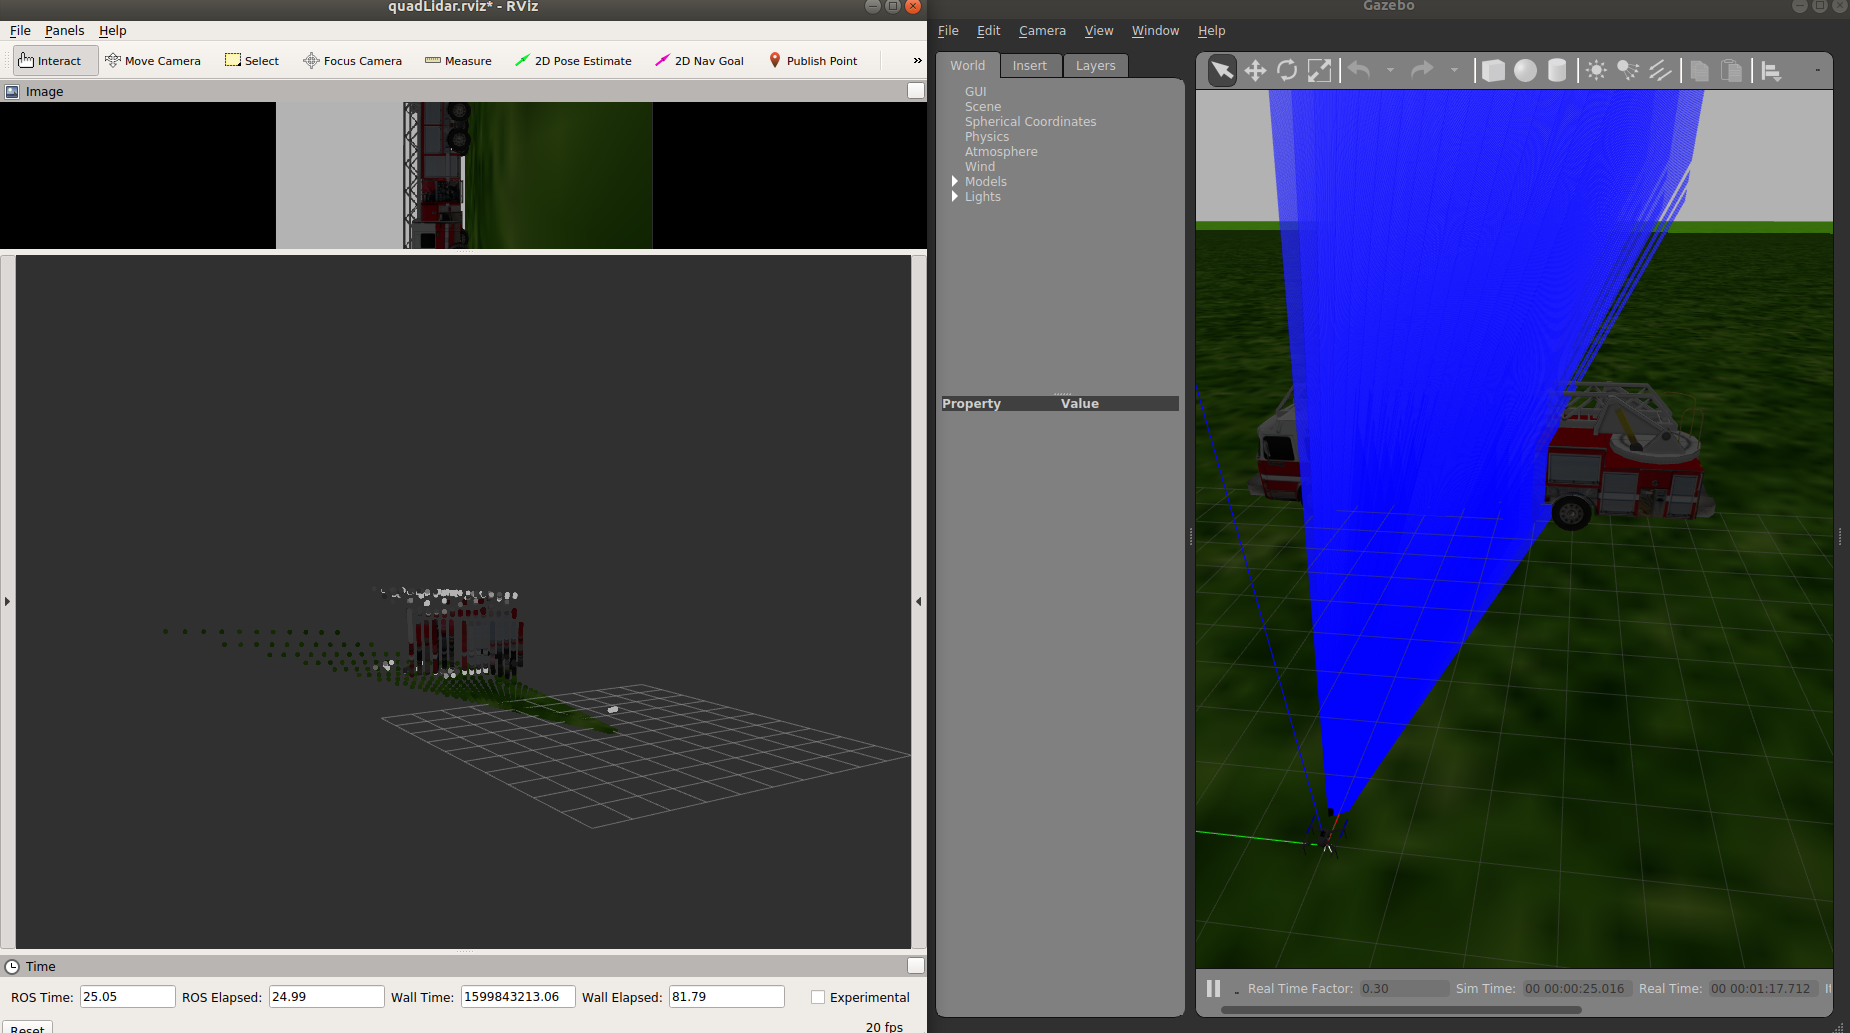 quadLidar.rviz* - RViz
File Panels Help
Interact Move Camera Select Focus Camera Measure 2D Pose Estimate 2D Nav Goal Publish Point »
Image
Time
ROS Time: 25.05 ROS Elapsed: 24.99 Wall Time: 1599843213.06 Wall Elapsed: 81.79 Experimental
Reset 20 fps
Gazebo
File Edit Camera View Window Help
World Insert Layers
GUI
Scene
Spherical Coordinates
Physics
Atmosphere
Wind
Models
Lights
Property Value
Real Time Factor: 0.30 Sim Time: 00 00:00:25.016 Real Time: 00 00:01:17.712